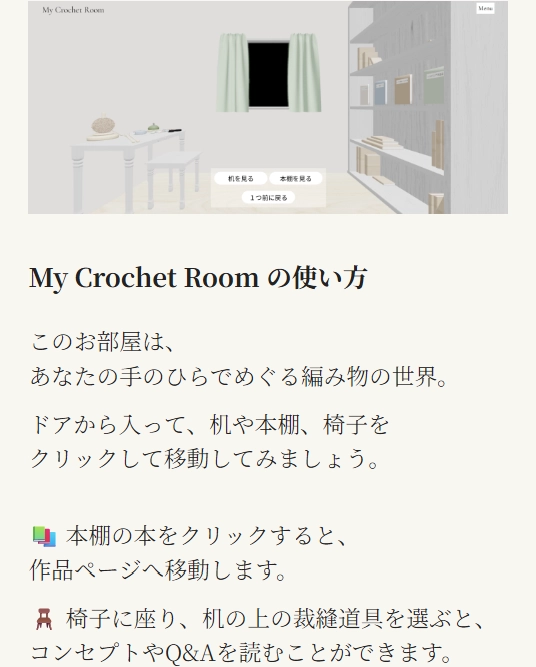 My Crochet Room
Menu
机を見る
本棚を見る
1つ前に戻る
My Crochet Room の使い方
このお部屋は、
あなたの手のひらでめぐる編み物の世界。
ドアから入って、机や本棚、椅子を
クリックして移動してみましょう。
📚 本棚の本をクリックすると、
作品ページへ移動します。
🪑 椅子に座り、机の上の裁縫道具を選ぶと、
コンセプトやQ&Aを読むことができます。